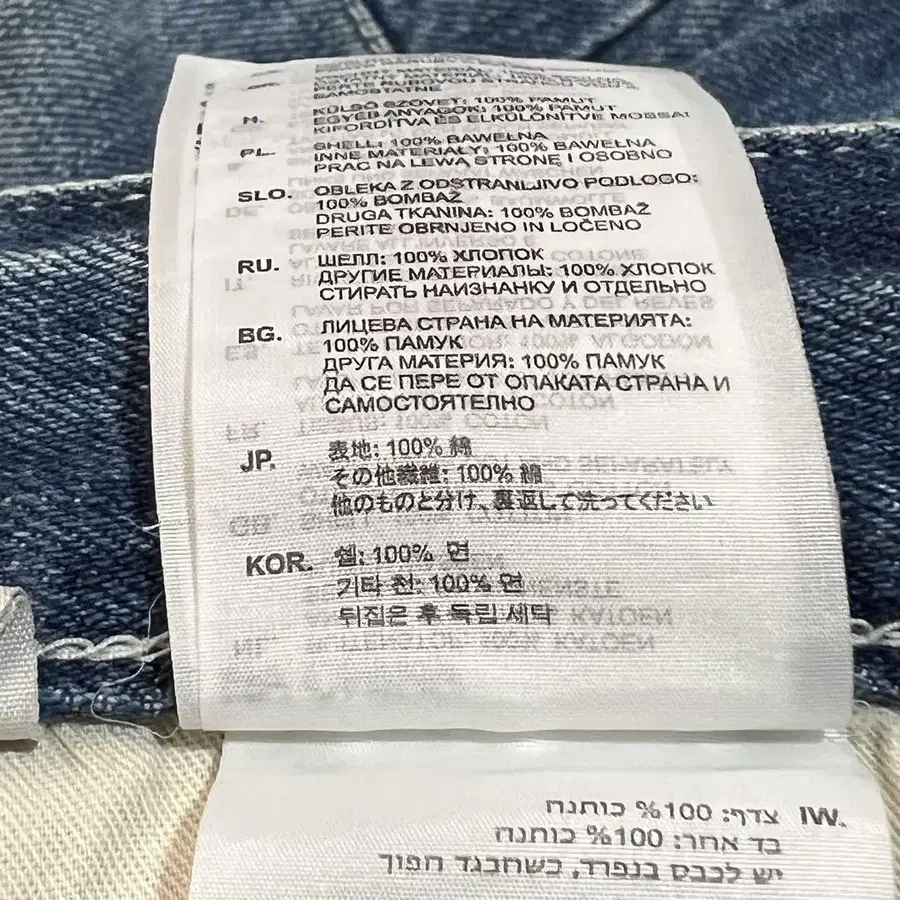 SAMOSTATNE
H. KÜLSŐ SZÖVET: 100% PAMUT
EGYÉB ANYAGOK: 100% PAMUT
KIFORDÍTVA ÉS ELKÜLÖNÍTVE MOSSA!
PL. SHELL: 100% BAWEŁNA
INNE MATERIAŁY: 100% BAWEŁNA
PRAĆ NA LEWĄ STRONĘ I OSOBNO
SLO. OBLEKA Z ODSTRANLJIVO PODLOGO:
100% BOMBAŽ
DRUGA TKANINA: 100% BOMBAŽ
PERITE OBRNJENO IN LOČENO
RU. ШЕЛЛ: 100% ХЛОПОК
ДРУГИЕ МАТЕРИАЛЫ: 100% ХЛОПОК
СТИРАТЬ НАИЗНАНКУ И ОТДЕЛЬНО
BG. ЛИЦЕВА СТРАНА НА МАТЕРИЯТА:
100% ПАМУК
ДРУГА МАТЕРИЯ: 100% ПАМУК
ДА СЕ ПЕРЕ ОТ ОПАКАТА СТРАНА И
САМОСТОЯТЕЛНО
JP. 表地: 100% 綿
その他繊維: 100% 綿
他のものと分け、裏返して洗ってください
KOR. 쉘: 100% 면
기타 천: 100% 면
뒤집은 후 독립 세탁
IW. צדף: 100% כותנה
בד אחר: 100% כותנה
יש לכבס בנפרד, כשהבגד הפוך